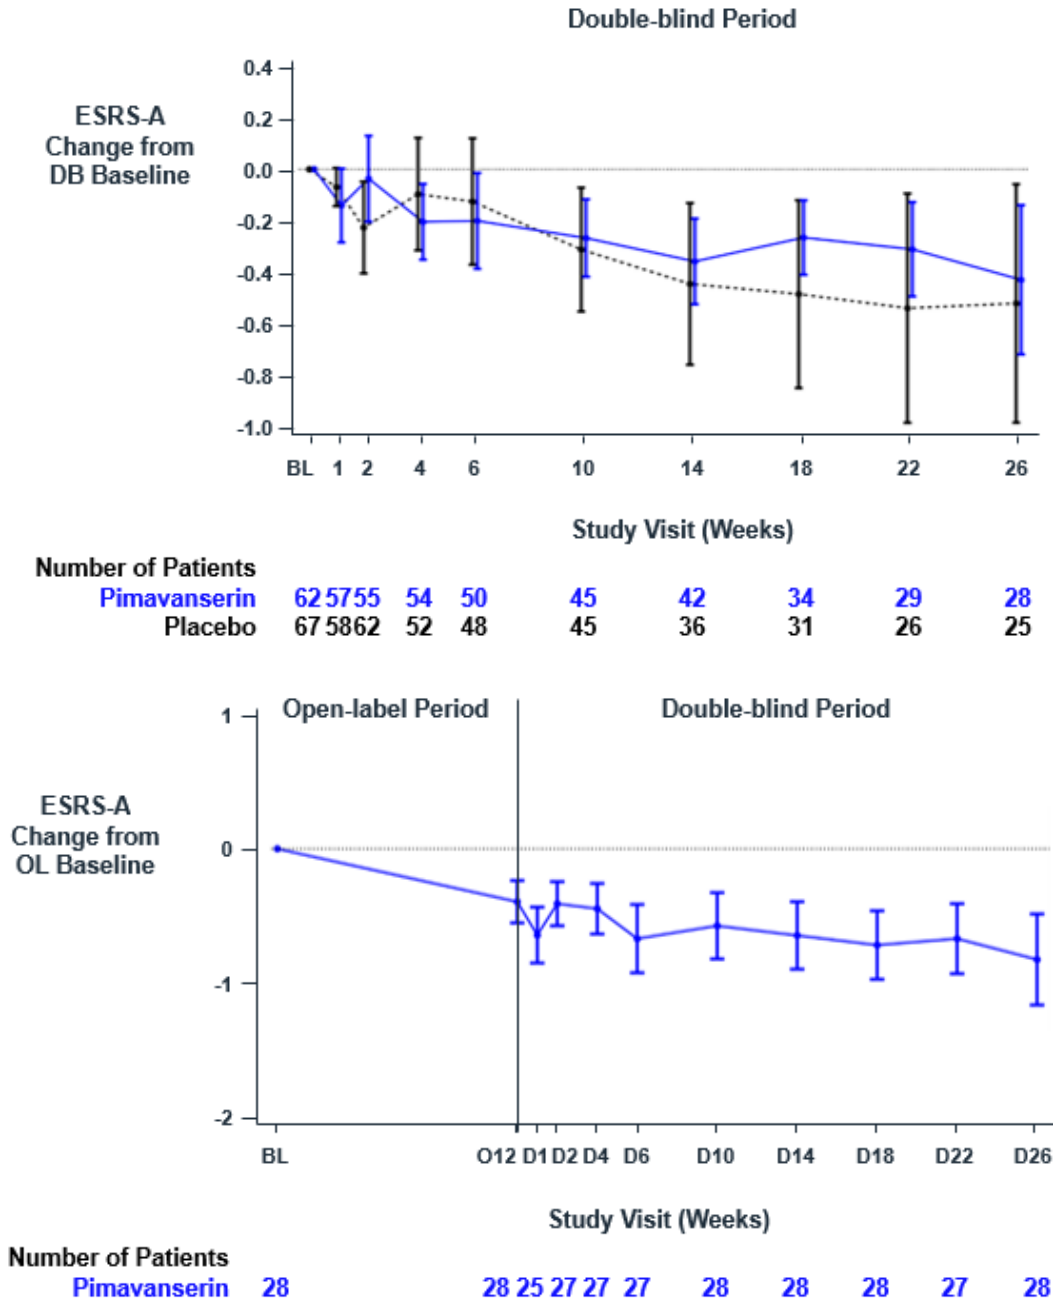 Double-blind Period
ESRS-A
Change from
DB Baseline
0.4
0.2
0.0
-0.2
-0.4
-0.6
-0.8
-1.0
BL 1 2 4 6 10 14 18 22 26
Study Visit (Weeks)
Number of Patients
Pimavanserin 62 57 55 54 50 45 42 34 29 28
Placebo 67 58 62 52 48 45 36 31 26 25
Open-label Period Double-blind Period
ESRS-A
Change from
OL Baseline
1
0
-1
-2
BL O12 D1 D2 D4 D6 D10 D14 D18 D22 D26
Study Visit (Weeks)
Number of Patients
Pimavanserin 28 28 25 27 27 27 28 28 28 27 28